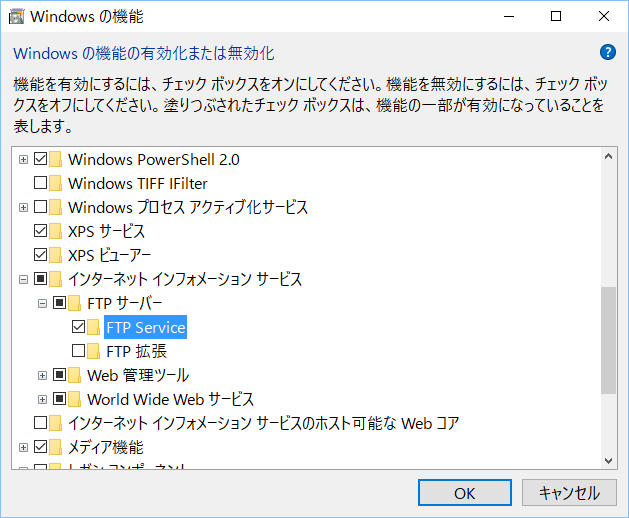 Windows の機能
Windows の機能の有効化または無効化
機能を有効にするには、チェック ボックスをオンにしてください。機能を無効にするには、チェック ボッ
クスをオフにしてください。塗りつぶされたチェック ボックスは、機能の一部が有効になっていることを
表します。
Windows PowerShell 2.0
Windows TIFF IFilter
Windows プロセス アクティブ化サービス
XPS サービス
XPS ビューアー
インターネット インフォメーション サービス
FTP サーバー
FTP Service
FTP 拡張
Web 管理ツール
World Wide Web サービス
インターネット インフォメーション サービスのホスト可能な Web コア
メディア機能
OK
キャンセル